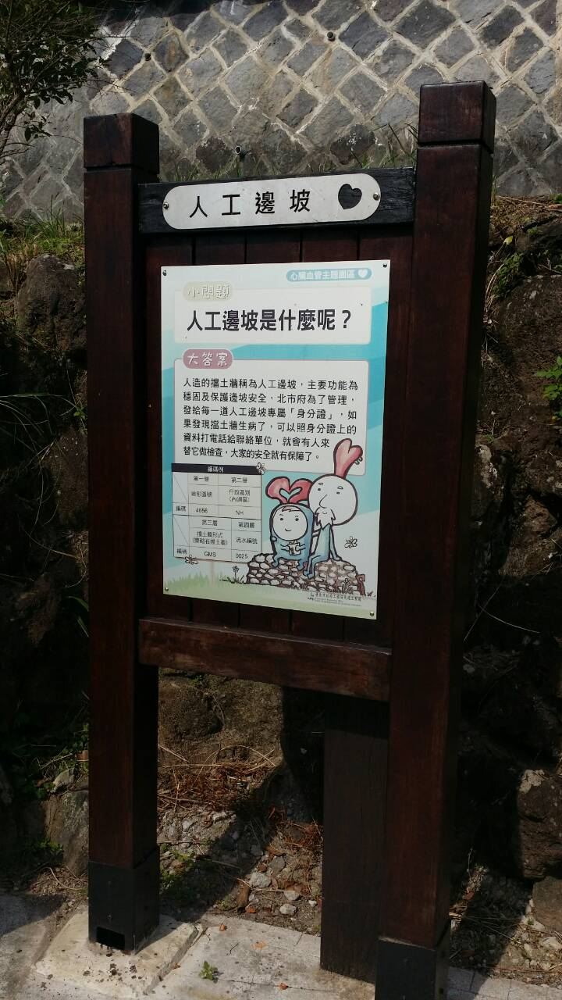 人工邊坡
心臟血管主題園區
小問題
人工邊坡是什麼呢？
大答案
人造的擋土牆稱為人工邊坡，主要功能為
穩固及保護邊坡安全，北市府為了管理，
發給每一道人工邊坡專屬「身分證」，如
果發現擋土牆生病了，可以照身分證上的
資料打電話給聯絡單位，就會有人來
替它做檢查，大家的安全就有保障了。
編碼例
第一層 第二層
地形圖號 行政區別
(內湖區)
編碼 4656 NH
第三層 第四層
擋土牆形式 流水編號
(漿砌石擋土牆)
編碼 GMS 0025